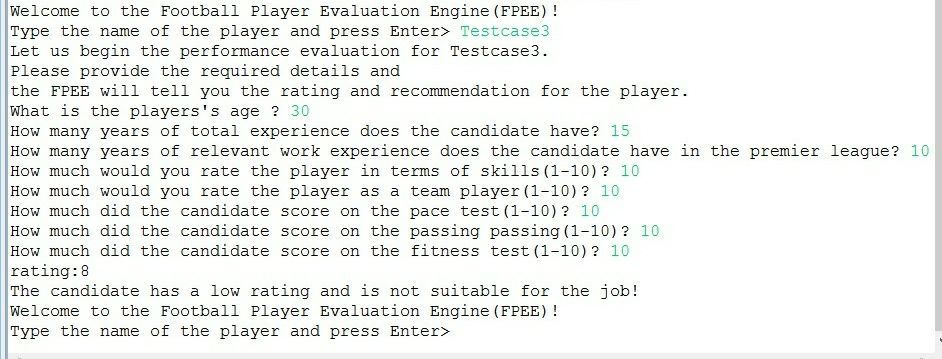 Welcome to the Football Player Evaluation Engine(FPEE)!
Type the name of the player and press Enter> Testcase3
Let us begin the performance evaluation for Testcase3.
Please provide the required details and
the FPEE will tell you the rating and recommendation for the player.
What is the players's age ? 30
How many years of total experience does the candidate have? 15
How many years of relevant work experience does the candidate have in the premier league? 10
How much would you rate the player in terms of skills(1-10)? 10
How much would you rate the player as a team player(1-10)? 10
How much did the candidate score on the pace test(1-10)? 10
How much did the candidate score on the passing passing(1-10)? 10
How much did the candidate score on the fitness test(1-10)? 10
rating:8
The candidate has a low rating and is not suitable for the job!
Welcome to the Football Player Evaluation Engine(FPEE)!
Type the name of the player and press Enter>